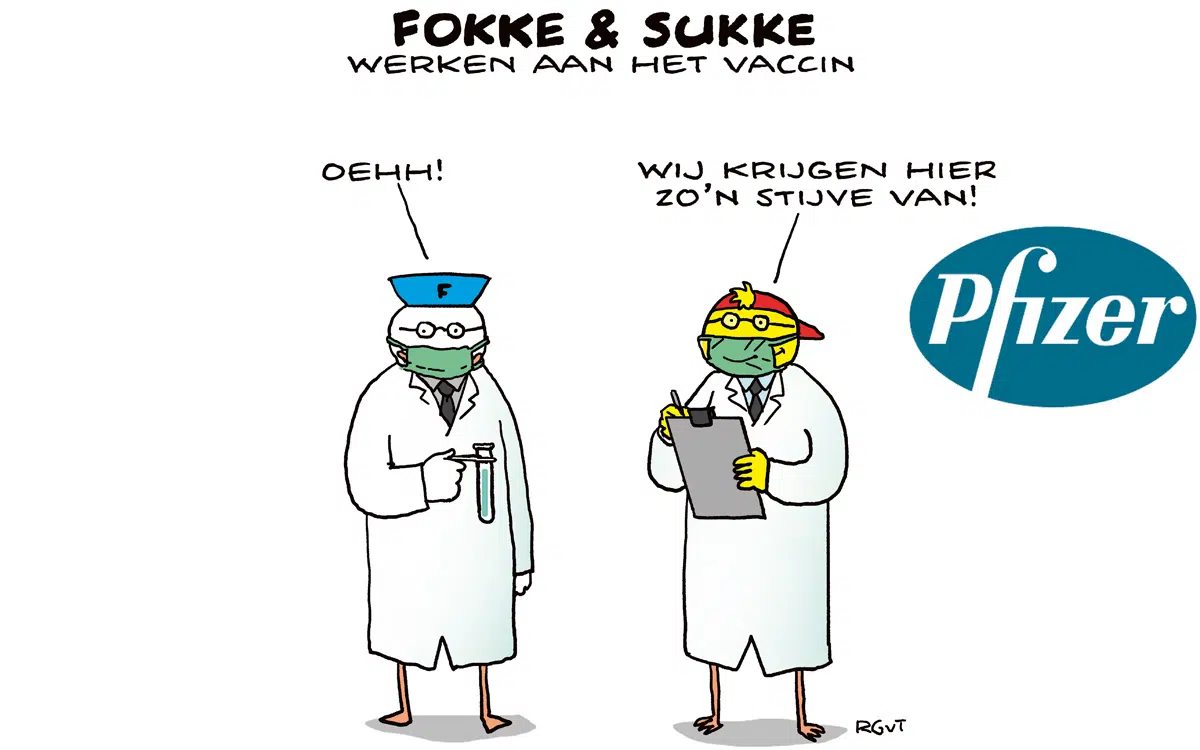 FOKKE & SUKKE
WERKEN AAN HET VACCIN
OEHH!
WIJ KRIJGEN HIER
ZO'N STIJVE VAN!
Pfizer
F
RGvT